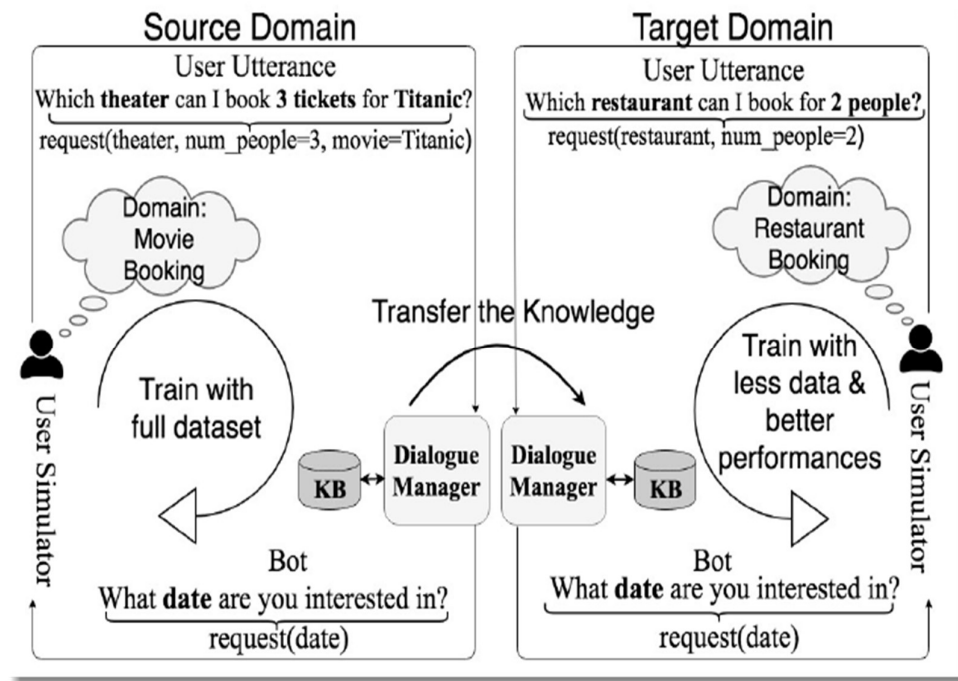 Source Domain
User Utterance
Which theater can I book 3 tickets for Titanic?
request(theater, num_people=3, movie=Titanic)
Domain:
Movie
Booking
Train with
full dataset
User Simulator
KB
Dialogue
Manager
Bot
What date are you interested in?
request(date)
Transfer the Knowledge
Target Domain
User Utterance
Which restaurant can I book for 2 people?
request(restaurant, num_people=2)
Domain:
Restaurant
Booking
Train with
less data &
better
performances
User Simulator
Dialogue
Manager
KB
Bot
What date are you interested in?
request(date)